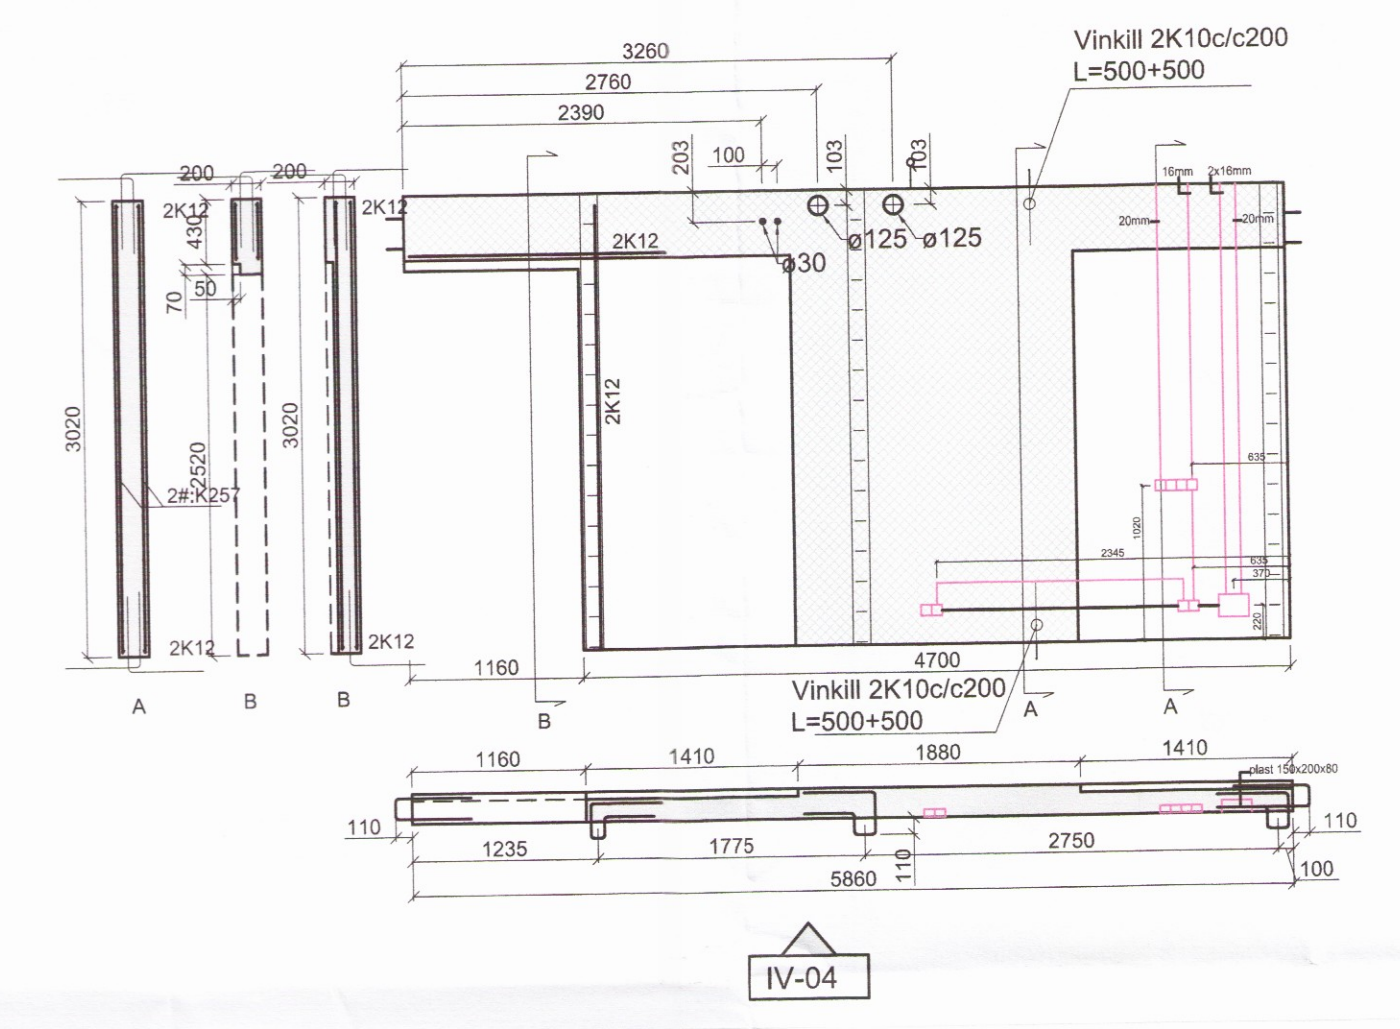 Vinkill 2K10c/c200
L=500+500
3260
2760
2390
203
100
103
103
16mm
2x16mm
20mm
20mm
200
200
2K12
2K12
430
70
50
2K12
ø125
ø125
ø30
3020
2520
3020
2K12
2#:K257
635
1020
2345
635
370
220
2K12
2K12
1160
4700
A
B
B
B
A
A
Vinkill 2K10c/c200
L=500+500
1160
1410
1880
1410
plast 150x200x80
110
110
1235
1775
2750
110
100
5860
IV-04